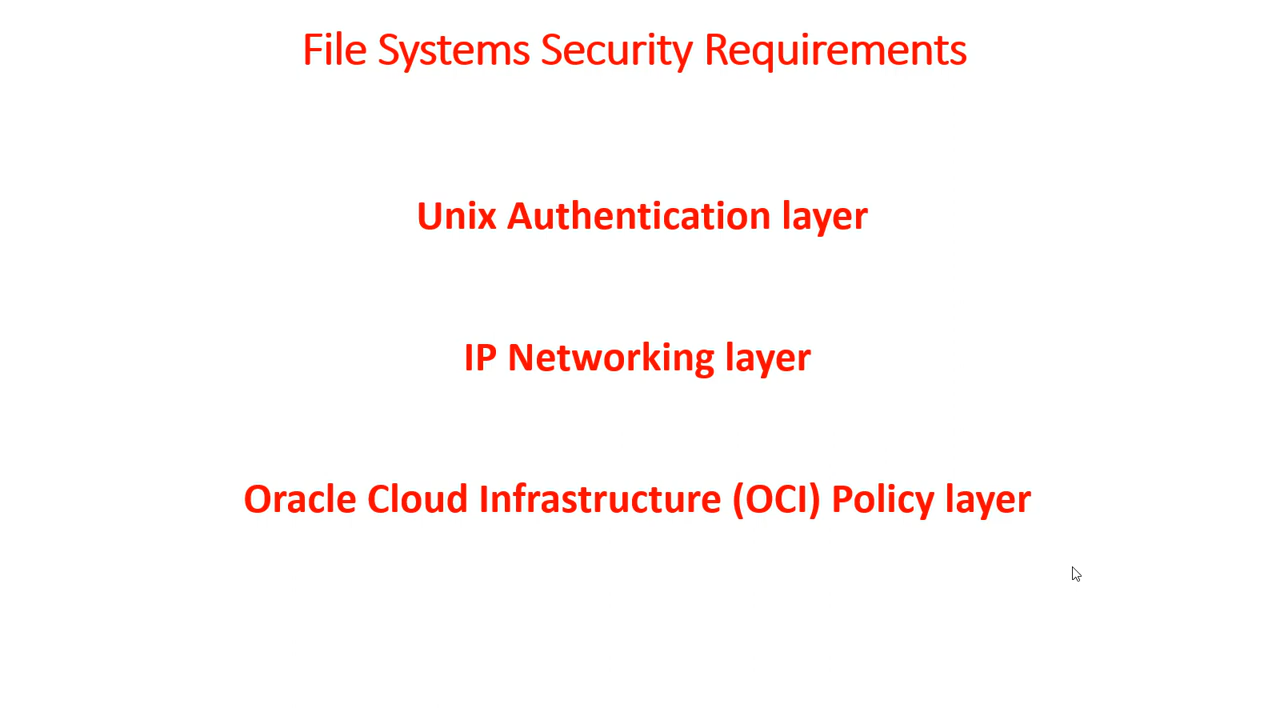 File Systems Security Requirements
Unix Authentication layer
IP Networking layer
Oracle Cloud Infrastructure (OCI) Policy layer